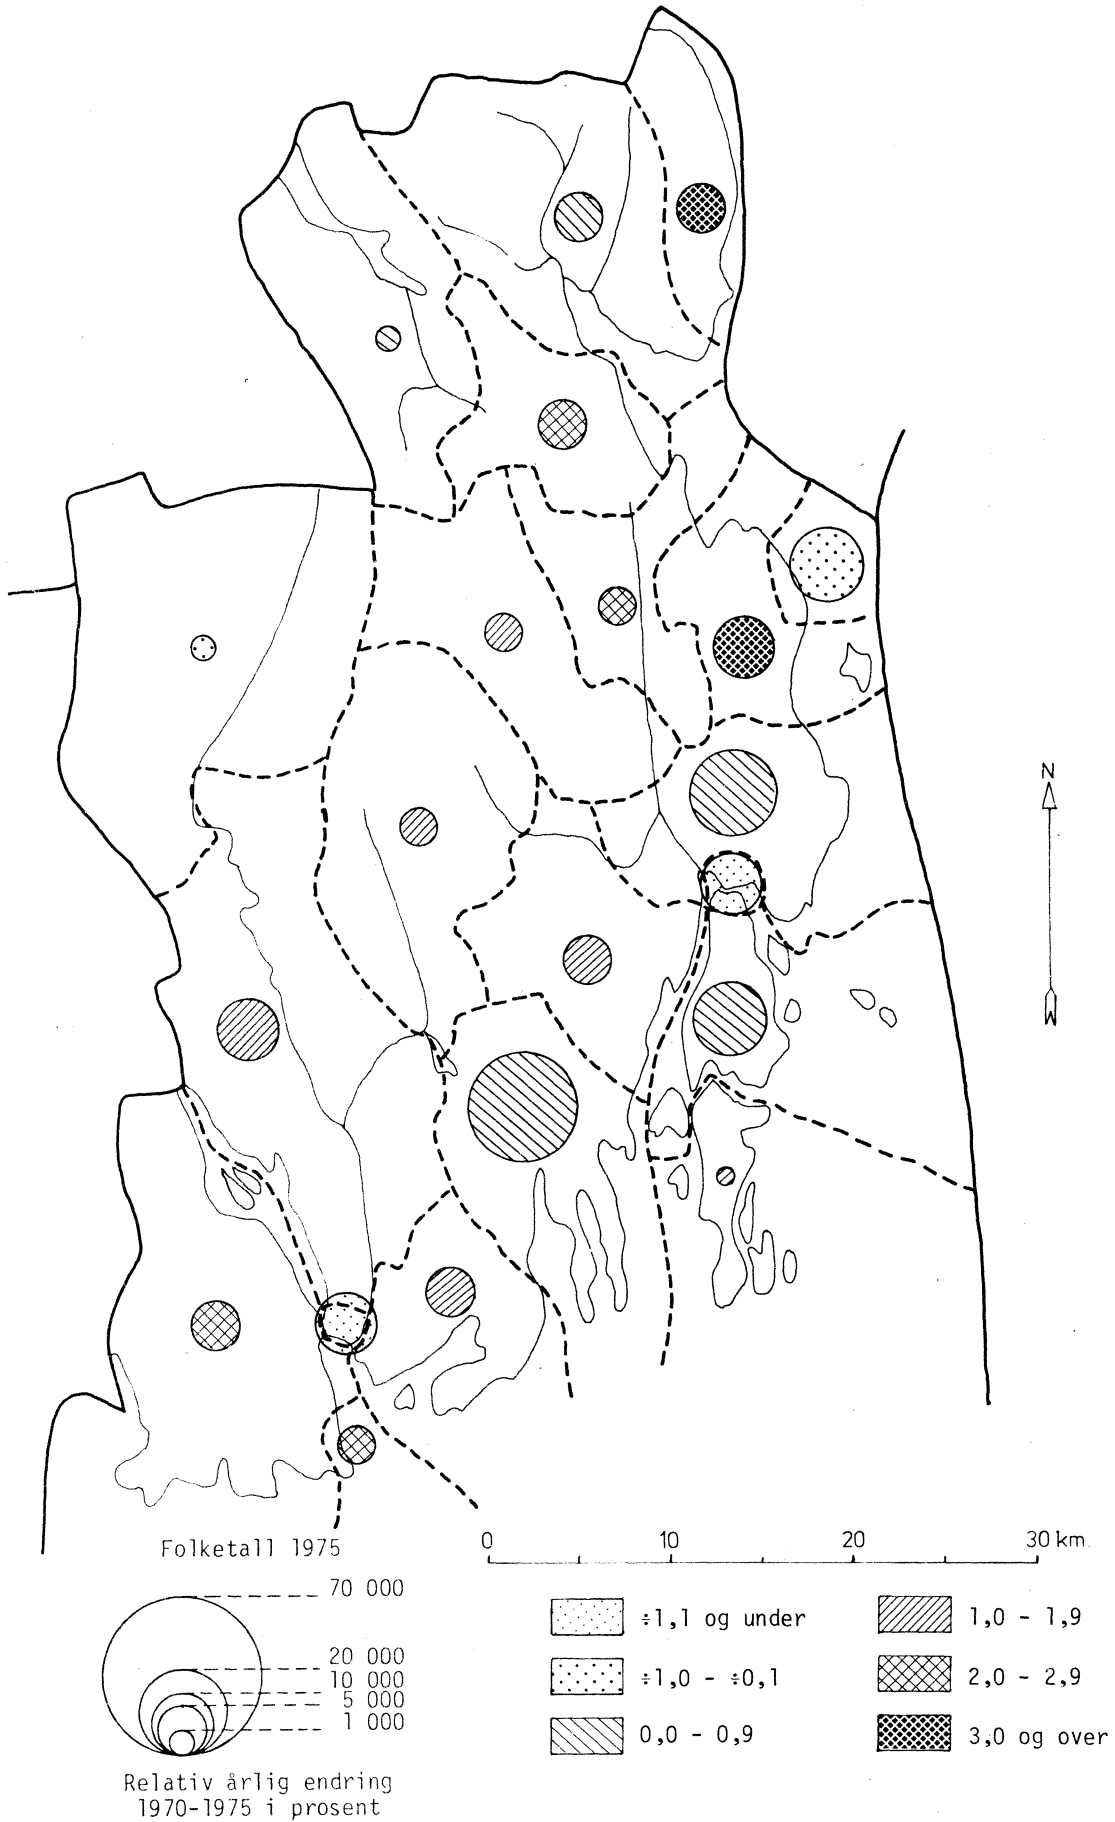 N
Folketall 1975
70 000
20 000
10 000
5 000
1 000
Relativ årlig endring
1970-1975 i prosent
0 10 20 30 km.
÷1,1 og under
÷1,0 - ÷0,1
0,0 - 0,9
1,0 - 1,9
2,0 - 2,9
3,0 og over